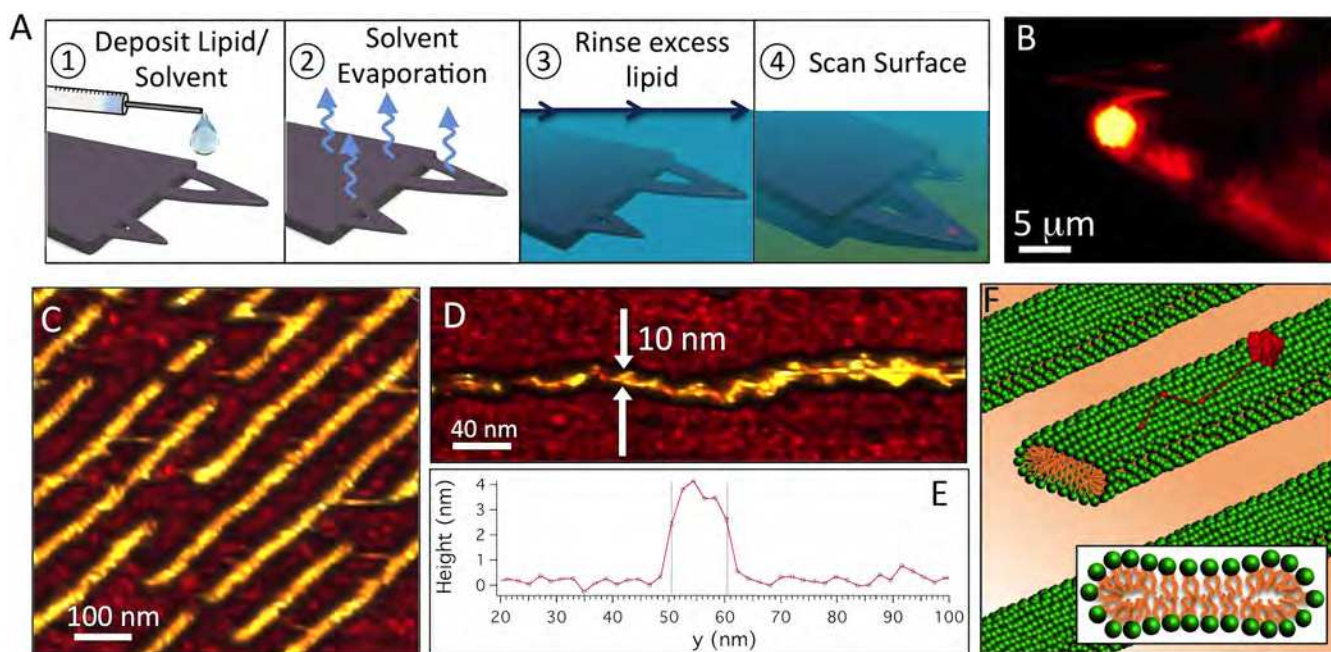 A
① Deposit Lipid/
Solvent
② Solvent
Evaporation
③ Rinse excess
lipid
④ Scan Surface
B
5 μm
C
100 nm
D
10 nm
40 nm
E
Height (nm)
4
3
2
1
0
20 30 40 50 60 70 80 90 100
y (nm)
F